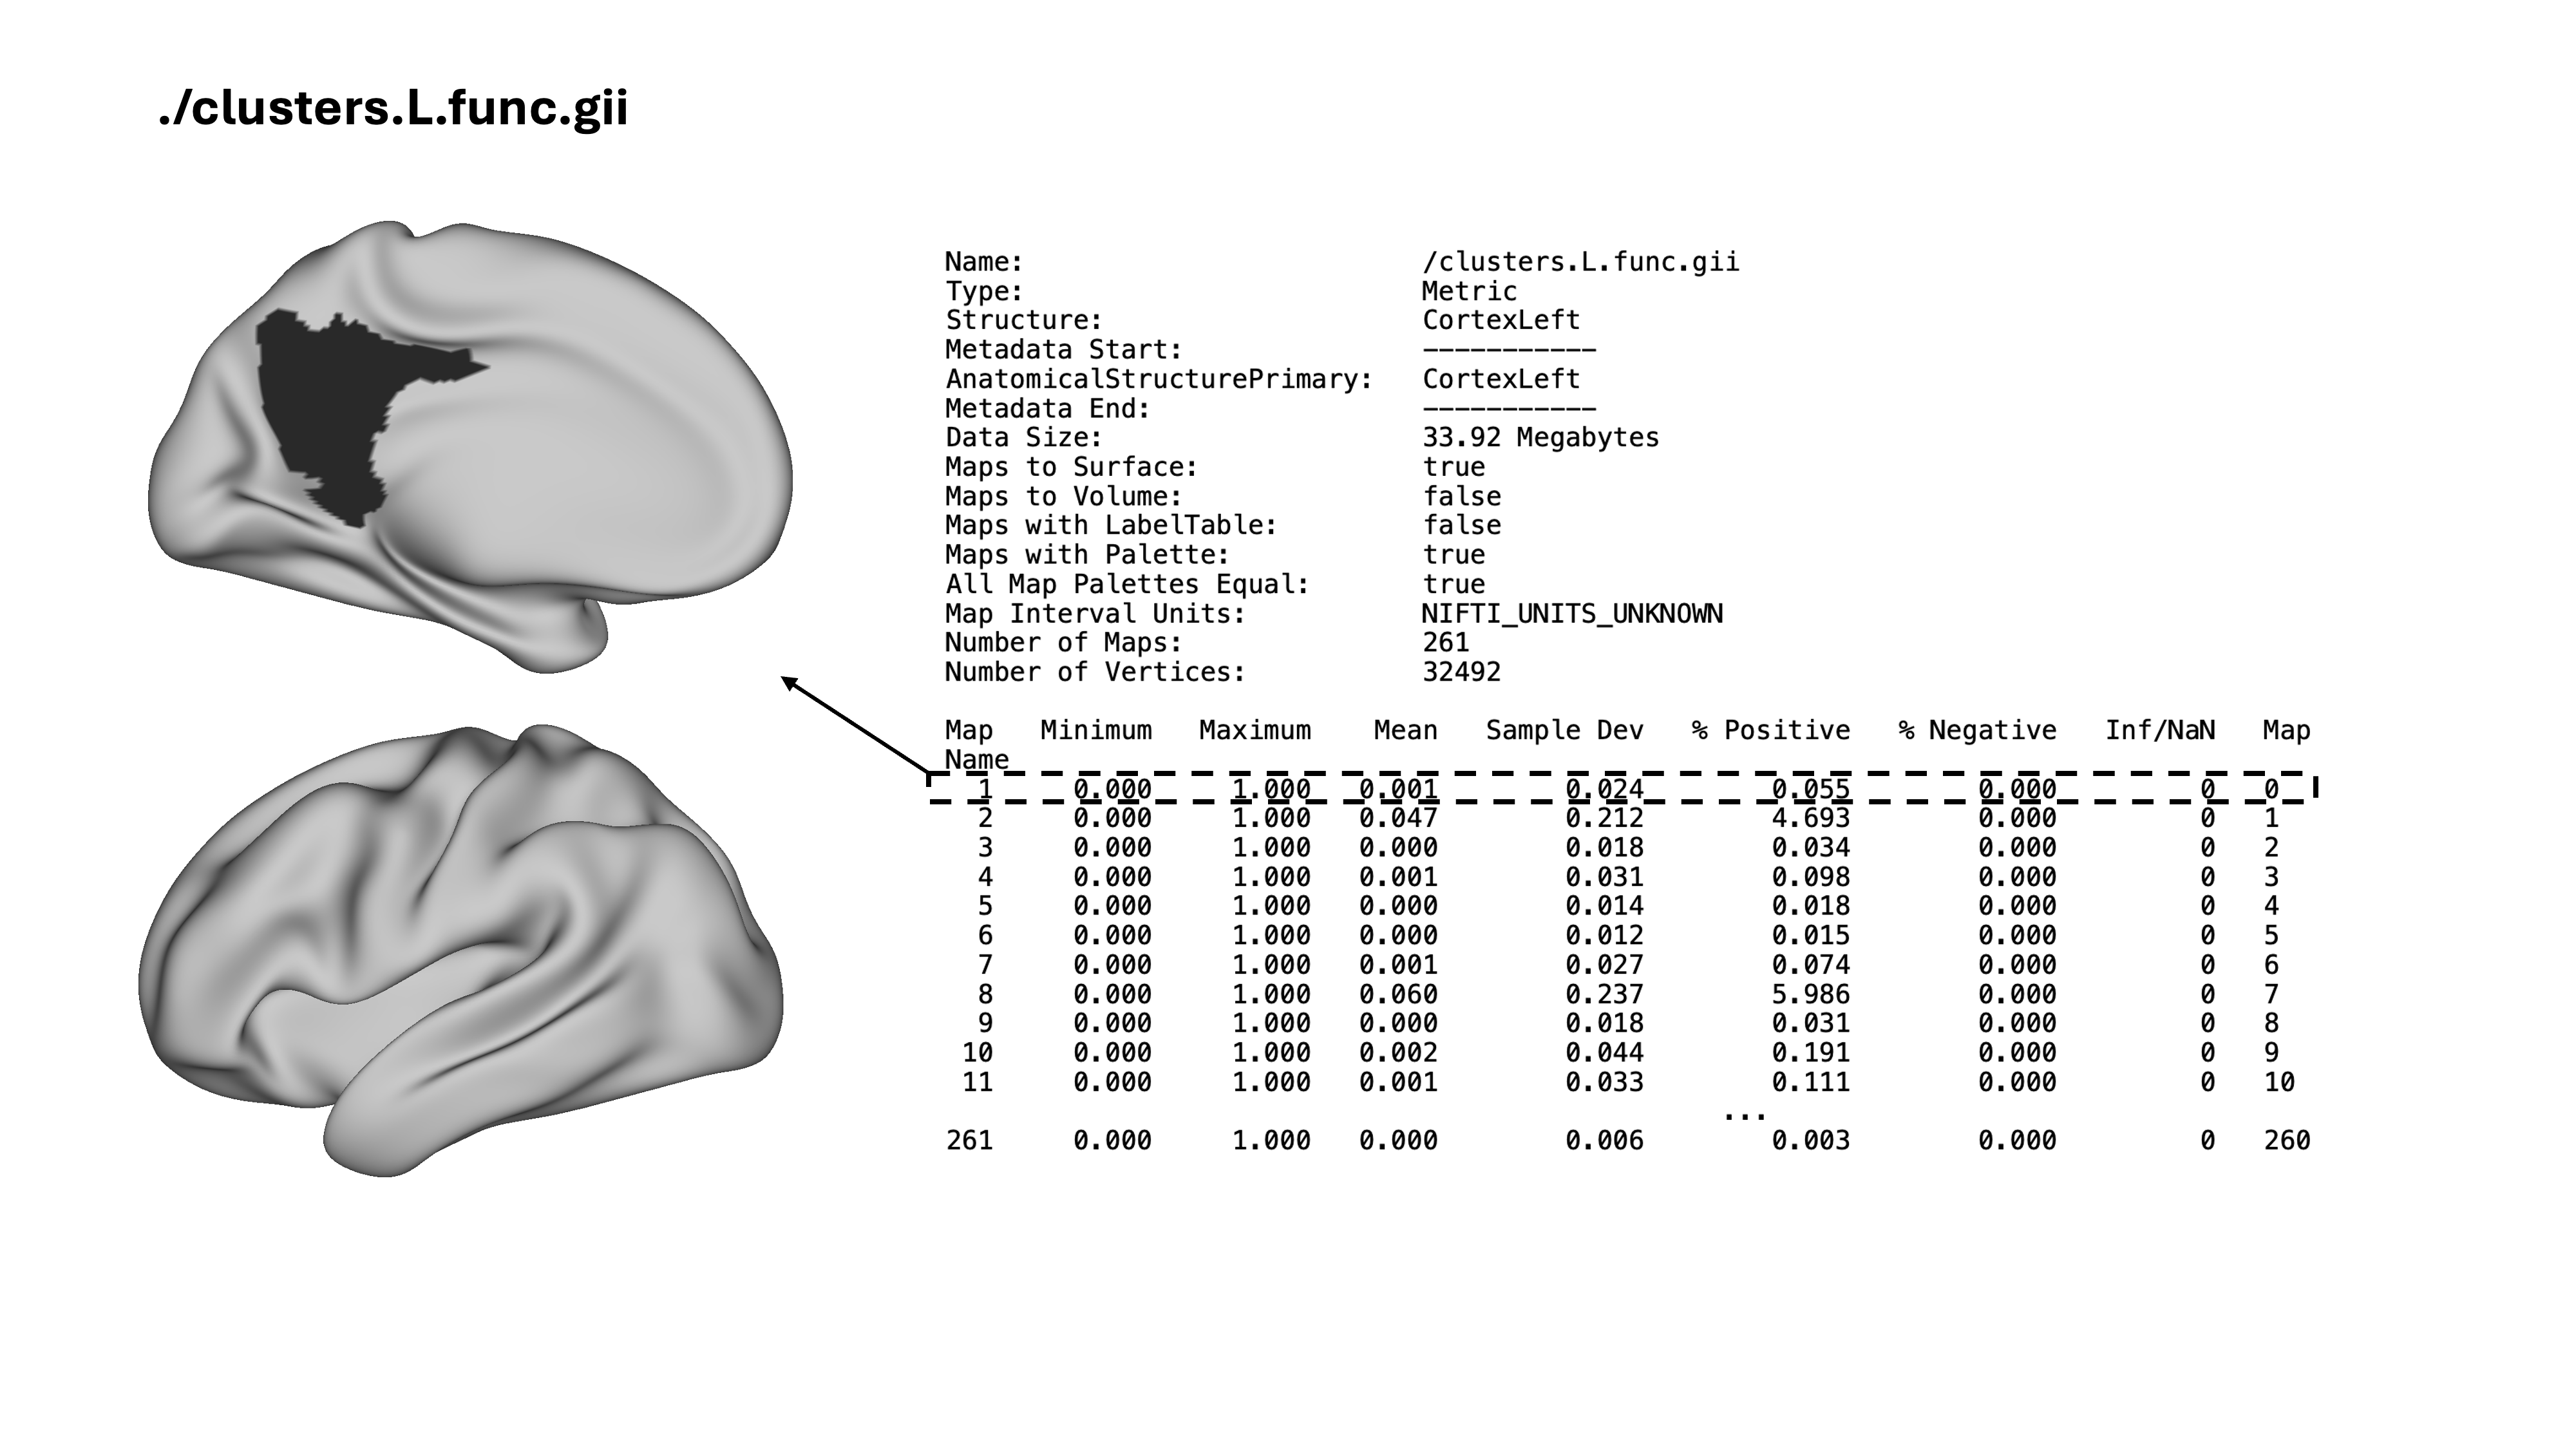 ./clusters.L.func.gii
Name: /clusters.L.func.gii
Type: Metric
Structure: CortexLeft
Metadata Start: -----------
AnatomicalStructurePrimary: CortexLeft
Metadata End: -----------
Data Size: 33.92 Megabytes
Maps to Surface: true
Maps to Volume: false
Maps with LabelTable: false
Maps with Palette: true
All Map Palettes Equal: true
Map Interval Units: NIFTI_UNITS_UNKNOWN
Number of Maps: 261
Number of Vertices: 32492
Map Minimum Maximum Mean Sample Dev % Positive % Negative Inf/NaN Map
Name
1 0.000 1.000 0.001 0.024 0.055 0.000 0 0
2 0.000 1.000 0.047 0.212 4.693 0.000 0 1
3 0.000 1.000 0.000 0.018 0.034 0.000 0 2
4 0.000 1.000 0.001 0.031 0.098 0.000 0 3
5 0.000 1.000 0.000 0.014 0.018 0.000 0 4
6 0.000 1.000 0.000 0.012 0.015 0.000 0 5
7 0.000 1.000 0.001 0.027 0.074 0.000 0 6
8 0.000 1.000 0.060 0.237 5.986 0.000 0 7
9 0.000 1.000 0.000 0.018 0.031 0.000 0 8
10 0.000 1.000 0.002 0.044 0.191 0.000 0 9
11 0.000 1.000 0.001 0.033 0.111 0.000 0 10
...
261 0.000 1.000 0.000 0.006 0.003 0.000 0 260